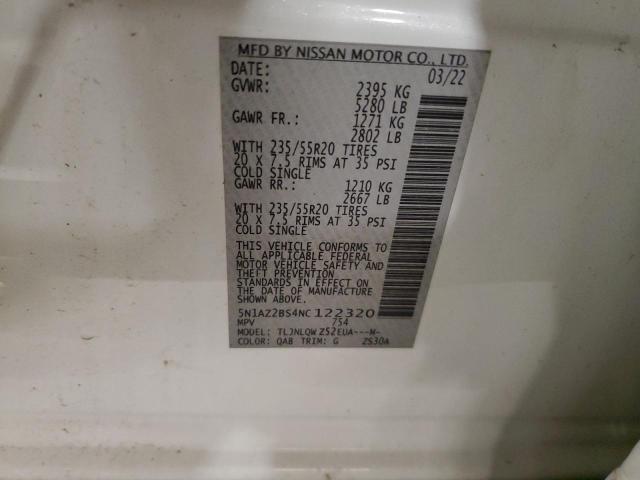 MFD BY NISSAN MOTOR CO., LTD.
DATE: 03/22
GVWR: 2395 KG
5280 LB
GAWR FR.: 1271 KG
2802 LB
WITH 235/55R20 TIRES
20 X 7.5 RIMS AT 35 PSI
COLD SINGLE
GAWR RR.: 1210 KG
2667 LB
WITH 235/55R20 TIRES
20 X 7.5 RIMS AT 35 PSI
COLD SINGLE
THIS VEHICLE CONFORMS TO
ALL APPLICABLE FEDERAL
MOTOR VEHICLE SAFETY AND
THEFT PREVENTION
STANDARDS IN EFFECT ON
THE DATE OF MANUFACTURE
SHOWN ABOVE.
5N1AZ2BS4NC122320
MPV 754
MODEL: TLJNLQWZS2EUA---M-
COLOR: QAB TRIM: G ZS30A